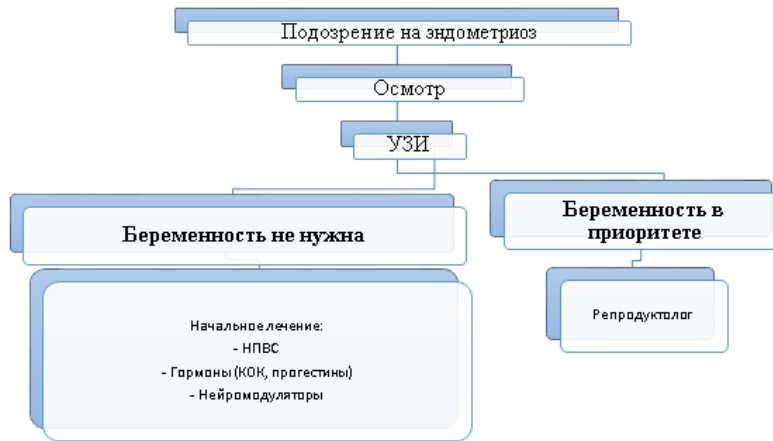 Подозрение на эндометриоз
Осмотр
УЗИ
Беременность не нужна
Беременность в
приоритете
Начальное лечение:
- НПВС
- Гормоны (КОК, прогестины)
- Нейромодуляторы
Репродуктолог